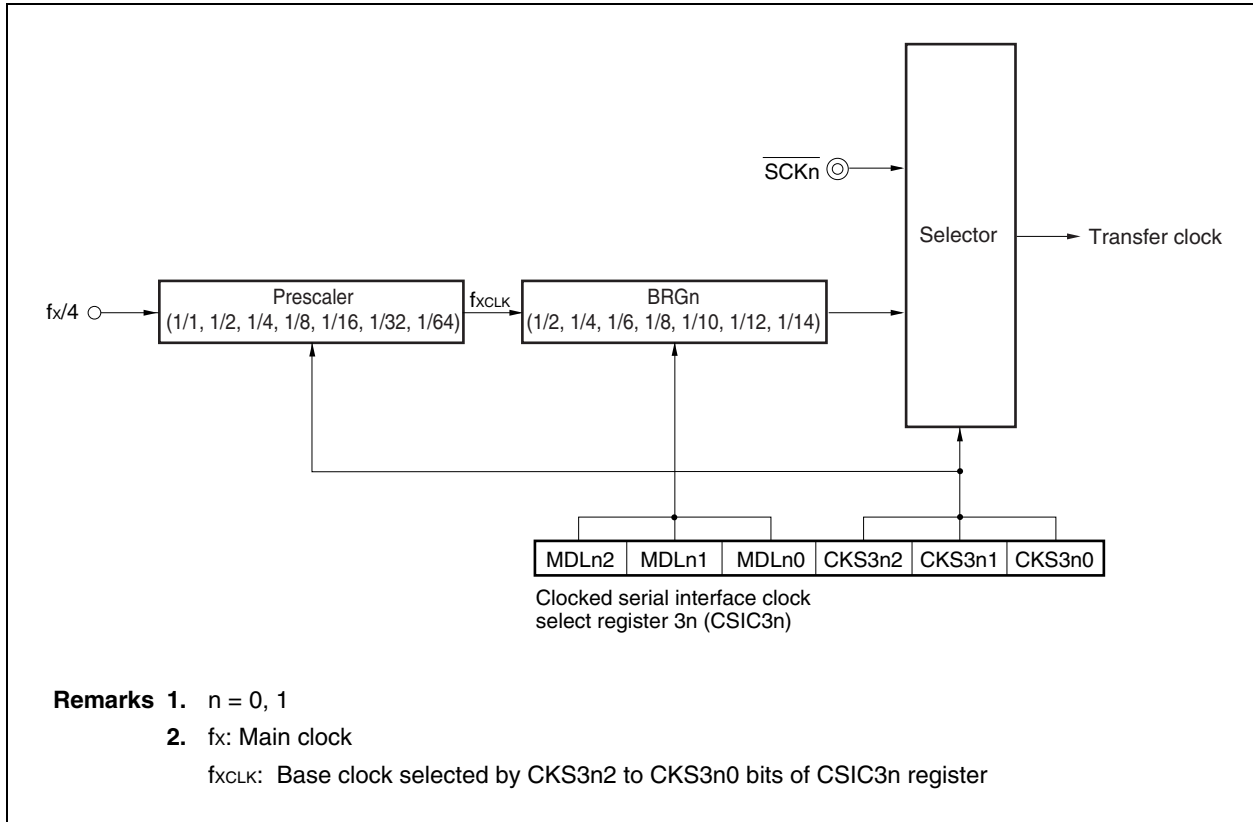 SCKn
Selector
Transfer clock
fx/4
Prescaler
(1/1, 1/2, 1/4, 1/8, 1/16, 1/32, 1/64)
fXCLK
BRGn
(1/2, 1/4, 1/6, 1/8, 1/10, 1/12, 1/14)
MDLn2 MDLn1 MDLn0 CKS3n2 CKS3n1 CKS3n0
Clocked serial interface clock
select register 3n (CSIC3n)
Remarks 1. n = 0, 1
2. fx: Main clock
fXCLK: Base clock selected by CKS3n2 to CKS3n0 bits of CSIC3n register